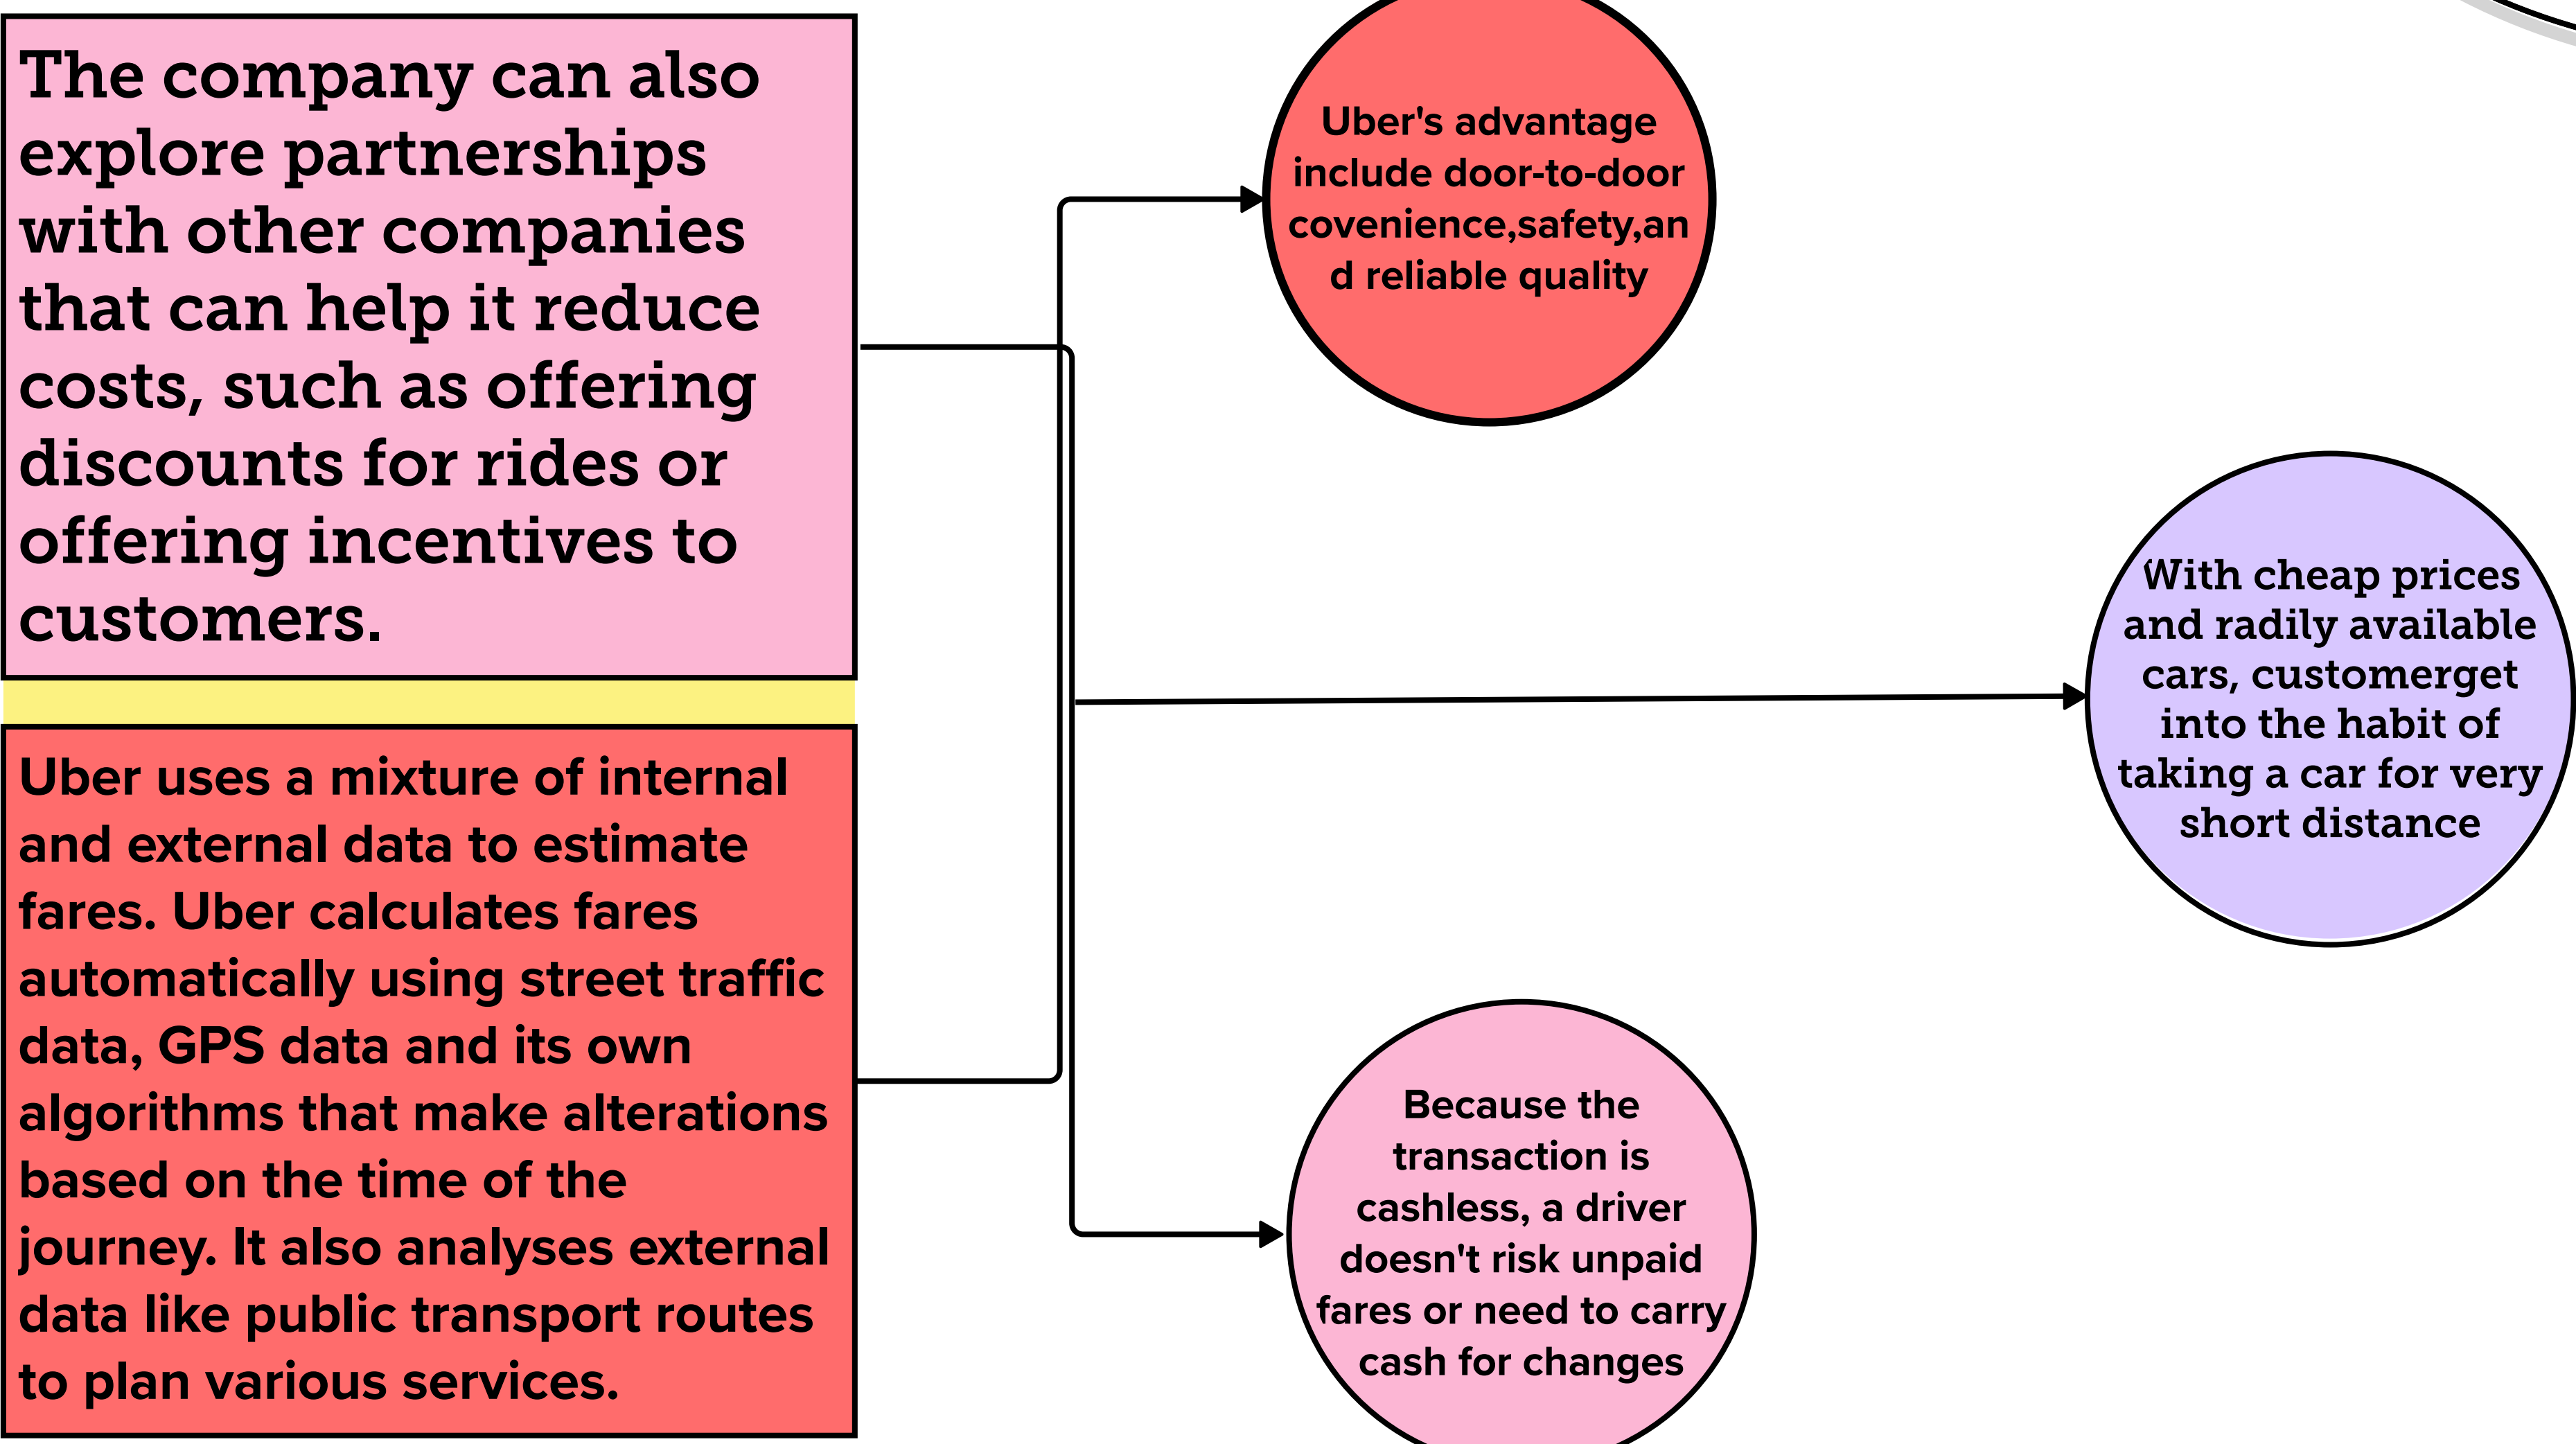 The company can also
explore partnerships
with other companies
that can help it reduce
costs, such as offering
discounts for rides or
offering incentives to
customers.
Uber uses a mixture of internal
and external data to estimate
fares. Uber calculates fares
automatically using street traffic
data, GPS data and its own
algorithms that make alterations
based on the time of the
journey. It also analyses external
data like public transport routes
to plan various services.
Uber's advantage
include door-to-door
covenience,safety,an
d reliable quality
With cheap prices
and radily available
cars, customerget
into the habit of
taking a car for very
short distance
Because the
transaction is
cashless, a driver
doesn't risk unpaid
fares or need to carry
cash for changes